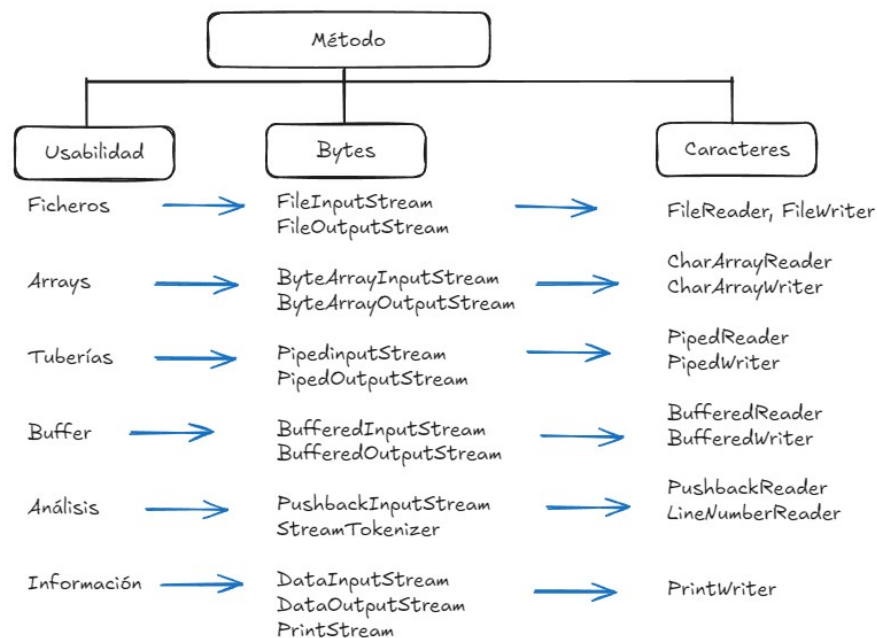 Método
Usabilidad
Bytes
Caracteres
Ficheros
FileInputStream
FileOutputStream
FileReader, FileWriter
Arrays
ByteArrayInputStream
ByteArrayOutputStream
CharArrayReader
CharArrayWriter
Tuberías
PipedinputStream
PipedOutputStream
PipedReader
PipedWriter
Buffer
BufferedInputStream
BufferedOutputStream
BufferedReader
BufferedWriter
Análisis
PushbackInputStream
StreamTokenizer
PushbackReader
LineNumberReader
Información
DataInputStream
DataOutputStream
PrintStream
PrintWriter